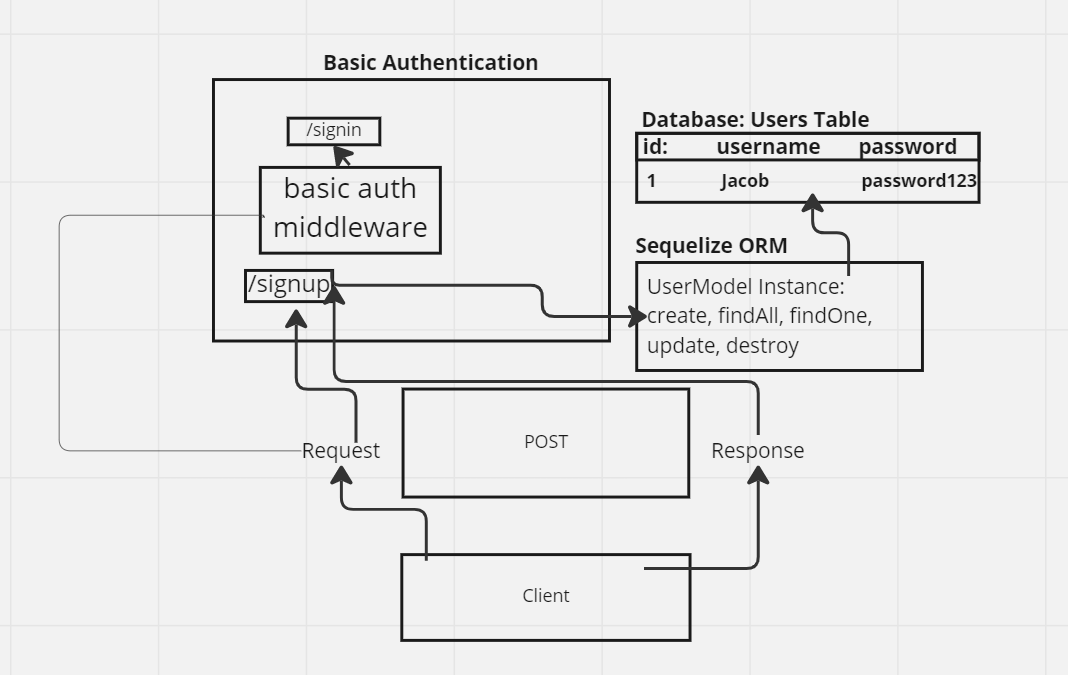 Basic Authentication
/signin
basic auth
middleware
/signup
Database: Users Table
id: username password
1 Jacob password123
Sequelize ORM
UserModel Instance:
create, findAll, findOne,
update, destroy
Request
POST
Response
Client